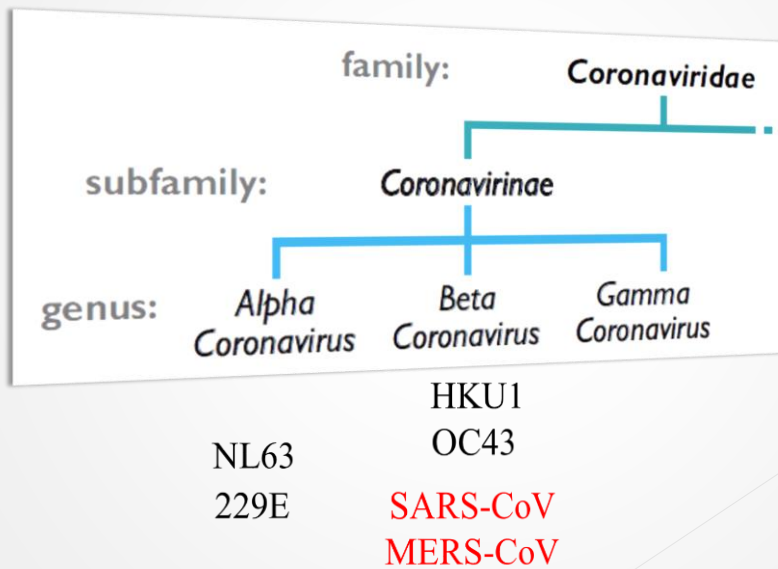 family: Coronaviridae
subfamily: Coronavirinae
genus: Alpha Coronavirus Beta Coronavirus Gamma Coronavirus
HKU1
OC43
NL63
229E
SARS-CoV
MERS-CoV